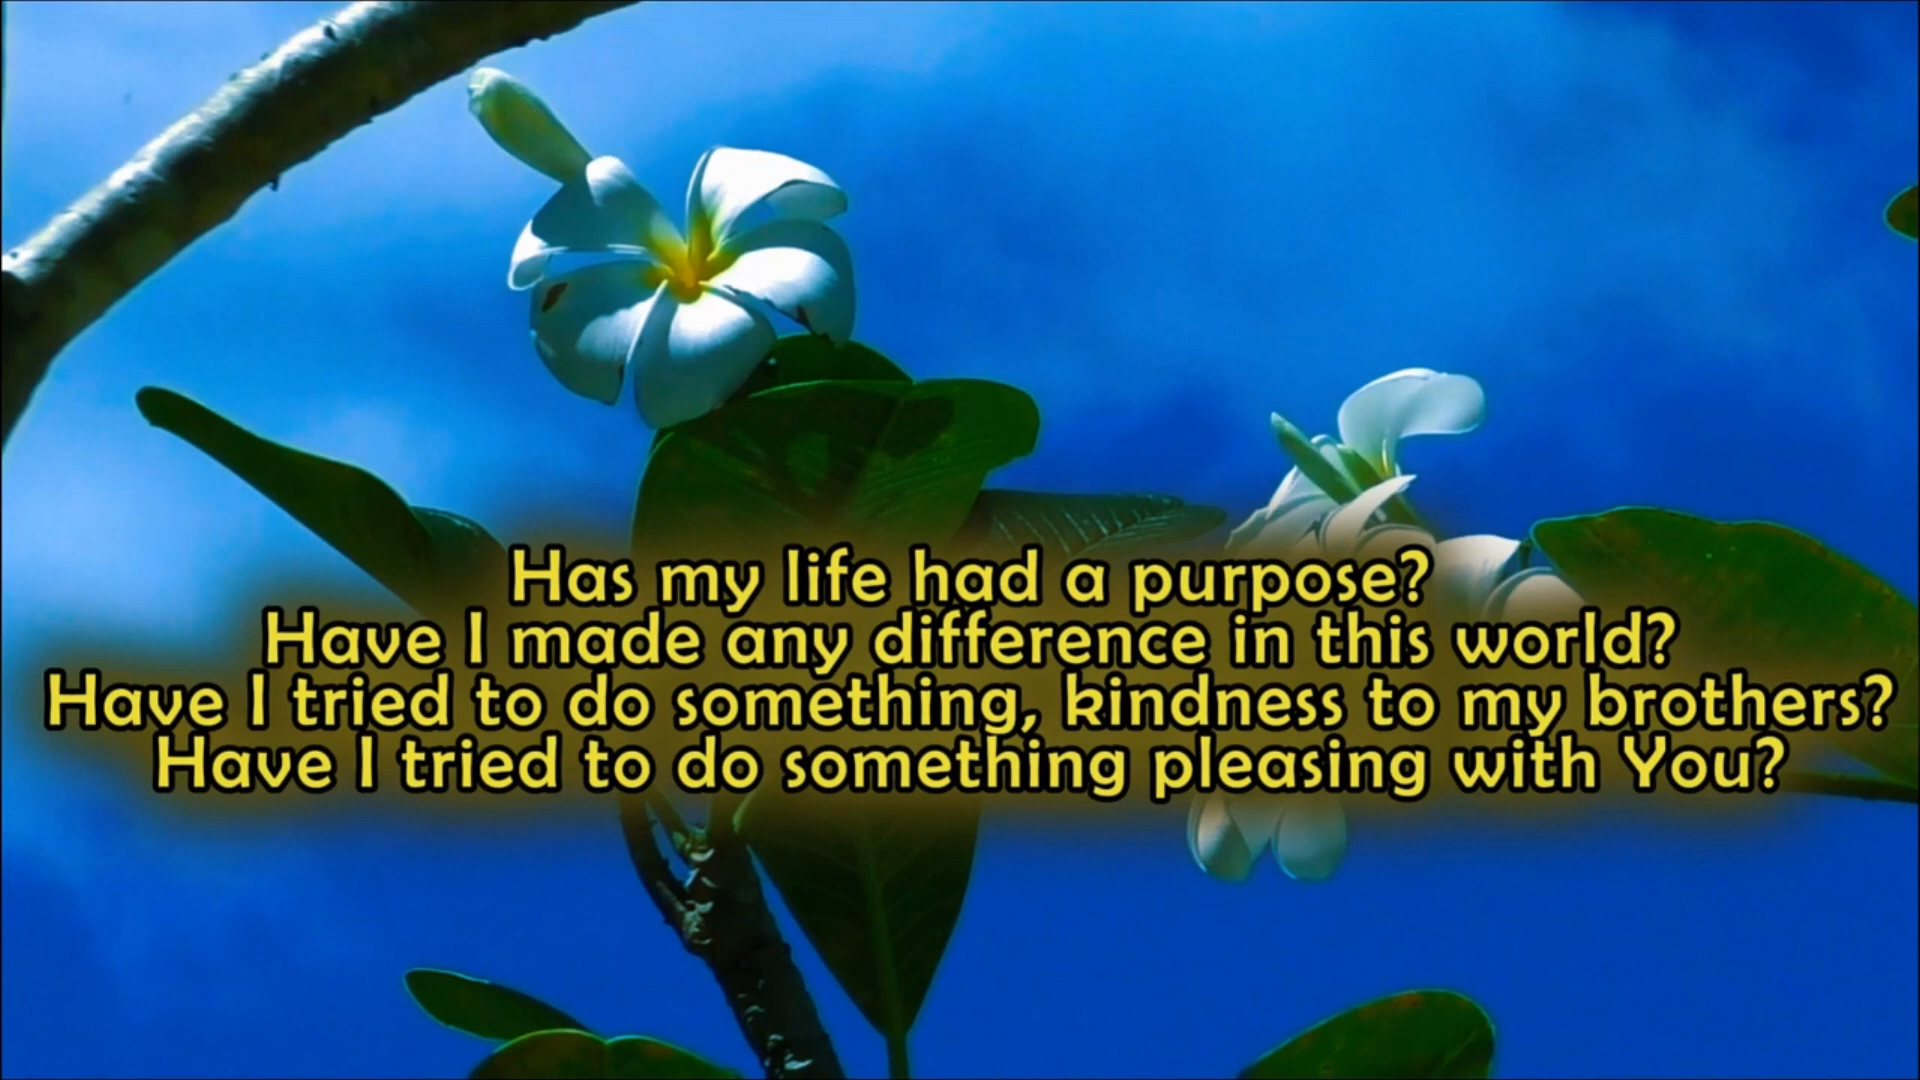 Has my life had a purpose?
Have I made any difference in this world?
Have I tried to do something, kindness to my brothers?
Have I tried to do something pleasing with You?